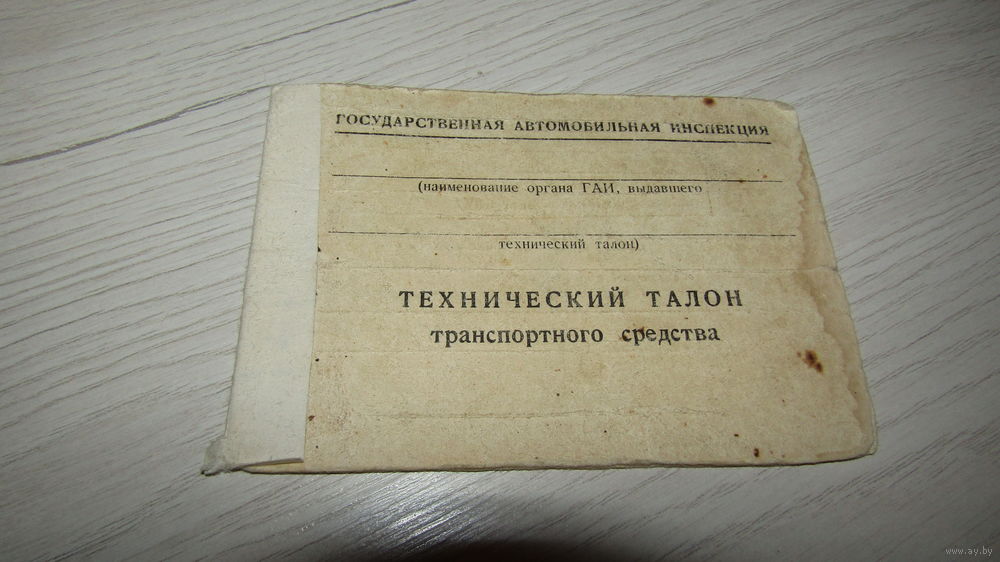 ГОСУДАРСТВЕННАЯ АВТОМОБИЛЬНАЯ ИНСПЕКЦИЯ
(наименование органа ГАИ, выдавшего
технический талон)
ТЕХНИЧЕСКИЙ ТАЛОН
транспортного средства
www.ay.by